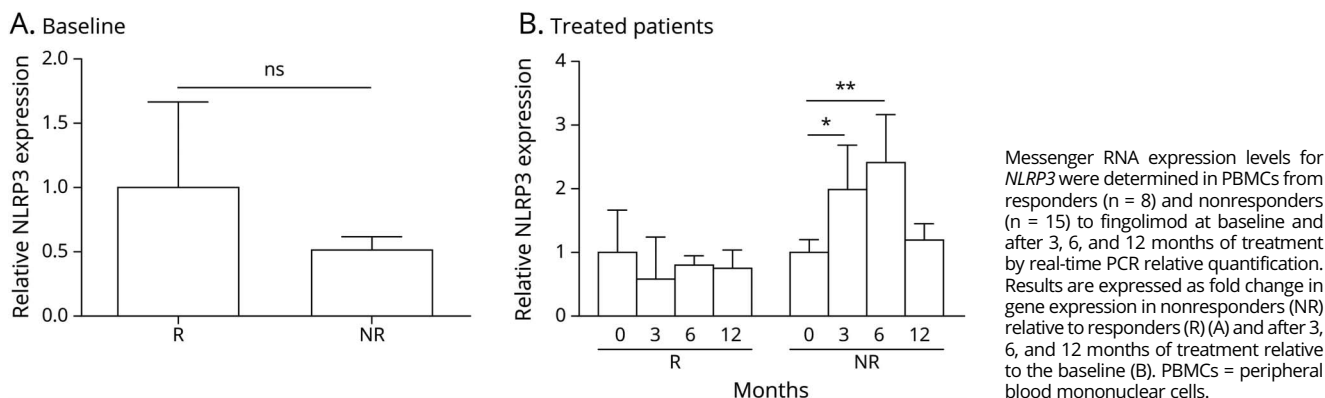 A. Baseline
Relative NLRP3 expression
2.0
1.5
1.0
0.5
0.0
ns
R
NR
B. Treated patients
Relative NLRP3 expression
4
3
2
1
0
*
**
0 3 6 12 0 3 6 12
R NR
Months
Messenger RNA expression levels for
NLRP3 were determined in PBMCs from
responders (n = 8) and nonresponders
(n = 15) to fingolimod at baseline and
after 3, 6, and 12 months of treatment
by real-time PCR relative quantification.
Results are expressed as fold change in
gene expression in nonresponders (NR)
relative to responders (R) (A) and after 3,
6, and 12 months of treatment relative
to the baseline (B). PBMCs = peripheral
blood mononuclear cells.